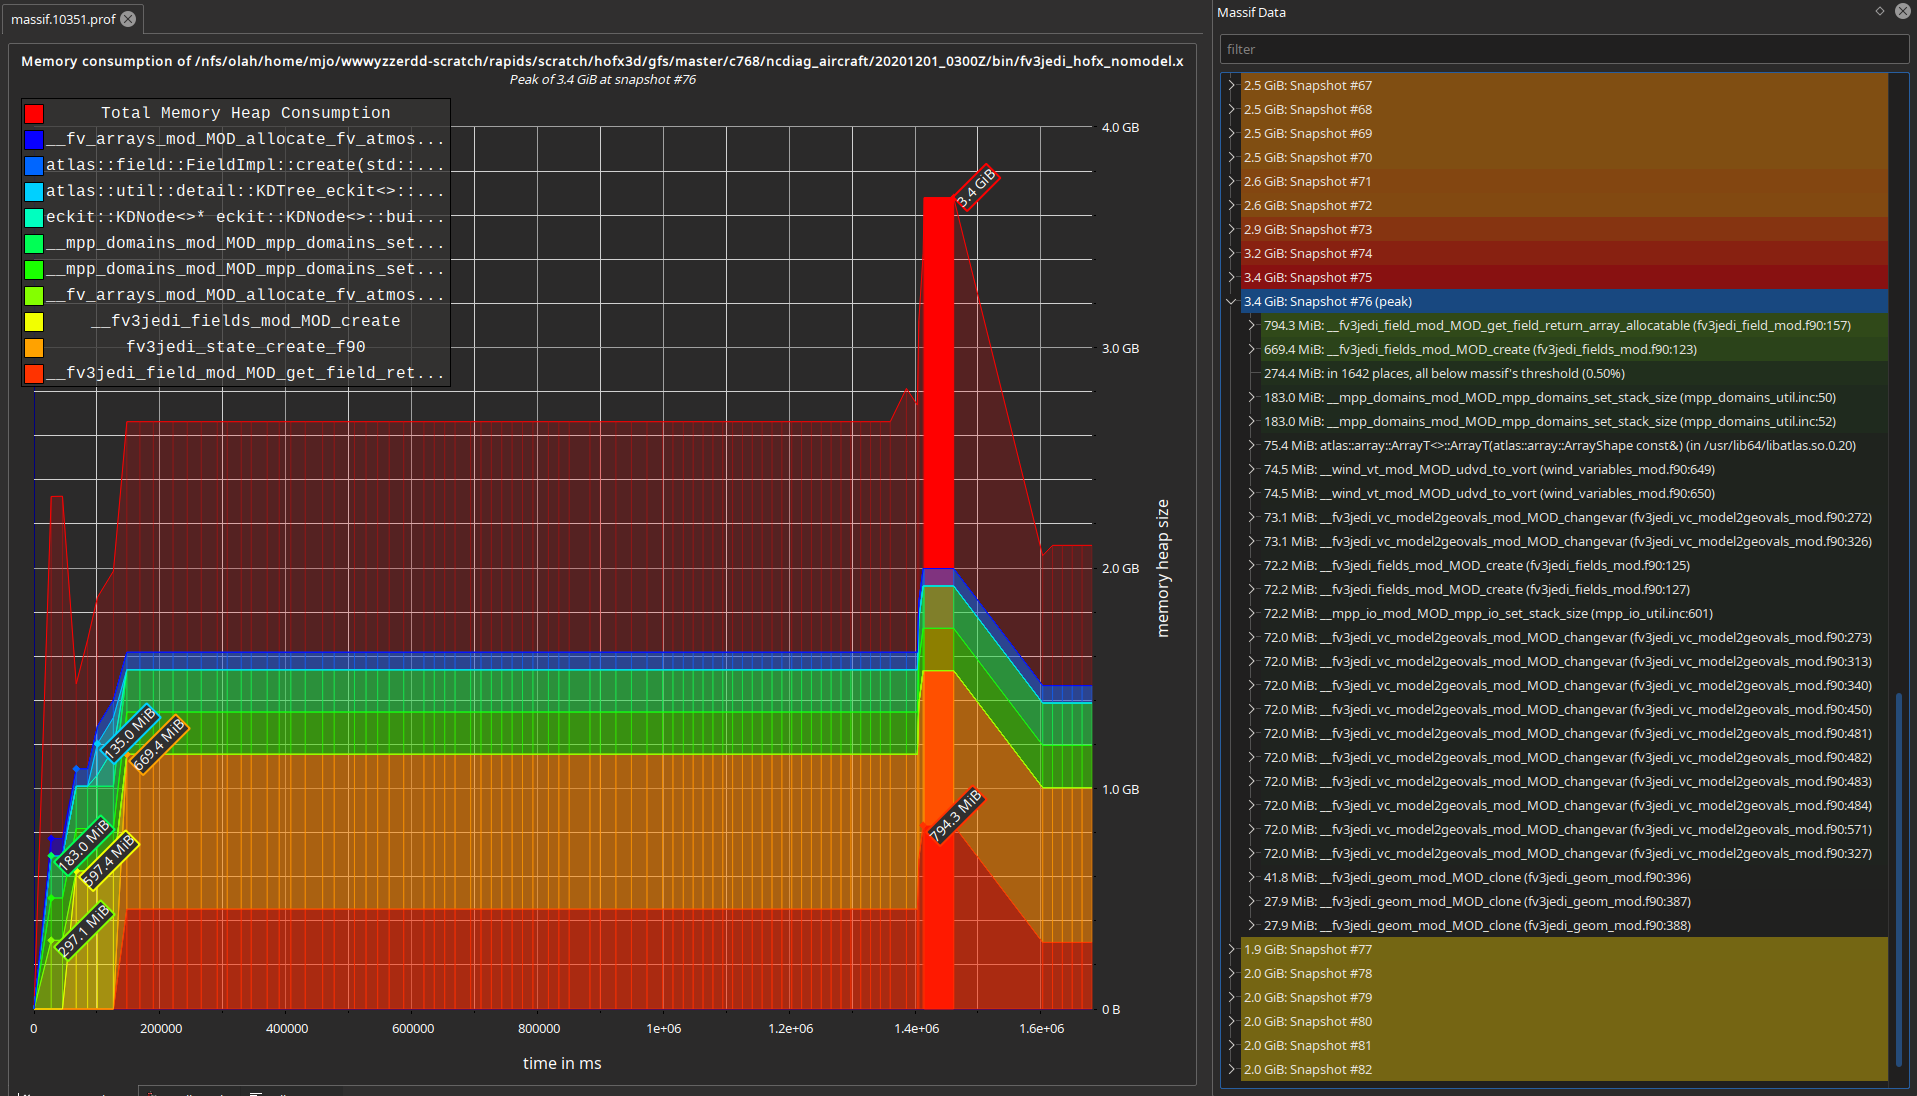 massif.10351.prof
Memory consumption of /nfs/olah/home/mjo/wwwyzzerdd-scratch/rapids/scratch/hofx3d/gfs/master/c768/ncdiag_aircraft/20201201_0300Z/bin/fv3jedi_hofx_nomodel.x
Peak of 3.4 GiB at snapshot #76
Total Memory Heap Consumption
__fv_arrays_mod_MOD_allocate_fv_atmos...
atlas::field::FieldImpl::create(std::...
atlas::util::detail::KDTree_eckit<>::...
eckit::KDNode<>* eckit::KDNode<>::bui...
__mpp_domains_mod_MOD_mpp_domains_set...
__mpp_domains_mod_MOD_mpp_domains_set...
__fv_arrays_mod_MOD_allocate_fv_atmos...
__fv3jedi_fields_mod_MOD_create
fv3jedi_state_create_f90
__fv3jedi_field_mod_MOD_get_field_ret...
4.0 GB
3.0 GB
2.0 GB
1.0 GB
0 B
memory heap size
3.4 GiB
135.0 MiB
669.4 MiB
183.0 MiB
597.4 MiB
297.1 MiB
794.3 MiB
0
200000
400000
600000
800000
1e+06
1.2e+06
1.4e+06
1.6e+06
time in ms
Massif Data
filter
2.5 GiB: Snapshot #67
2.5 GiB: Snapshot #68
2.5 GiB: Snapshot #69
2.5 GiB: Snapshot #70
2.6 GiB: Snapshot #71
2.6 GiB: Snapshot #72
2.9 GiB: Snapshot #73
3.2 GiB: Snapshot #74
3.4 GiB: Snapshot #75
3.4 GiB: Snapshot #76 (peak)
794.3 MiB: __fv3jedi_field_mod_MOD_get_field_return_array_allocatable (fv3jedi_field_mod.f90:157)
669.4 MiB: __fv3jedi_fields_mod_MOD_create (fv3jedi_fields_mod.f90:123)
274.4 MiB: in 1642 places, all below massif's threshold (0.50%)
183.0 MiB: __mpp_domains_mod_MOD_mpp_domains_set_stack_size (mpp_domains_util.inc:50)
183.0 MiB: __mpp_domains_mod_MOD_mpp_domains_set_stack_size (mpp_domains_util.inc:52)
75.4 MiB: atlas::array::ArrayT<>::ArrayT(atlas::array::ArrayShape const&) (in /usr/lib64/libatlas.so.0.20)
74.5 MiB: __wind_vt_mod_MOD_udvd_to_vort (wind_variables_mod.f90:649)
74.5 MiB: __wind_vt_mod_MOD_udvd_to_vort (wind_variables_mod.f90:650)
73.1 MiB: __fv3jedi_vc_model2geovals_mod_MOD_changevar (fv3jedi_vc_model2geovals_mod.f90:272)
73.1 MiB: __fv3jedi_vc_model2geovals_mod_MOD_changevar (fv3jedi_vc_model2geovals_mod.f90:326)
72.2 MiB: __fv3jedi_fields_mod_MOD_create (fv3jedi_fields_mod.f90:125)
72.2 MiB: __fv3jedi_fields_mod_MOD_create (fv3jedi_fields_mod.f90:127)
72.2 MiB: __mpp_io_mod_MOD_mpp_io_set_stack_size (mpp_io_util.inc:601)
72.0 MiB: __fv3jedi_vc_model2geovals_mod_MOD_changevar (fv3jedi_vc_model2geovals_mod.f90:273)
72.0 MiB: __fv3jedi_vc_model2geovals_mod_MOD_changevar (fv3jedi_vc_model2geovals_mod.f90:313)
72.0 MiB: __fv3jedi_vc_model2geovals_mod_MOD_changevar (fv3jedi_vc_model2geovals_mod.f90:340)
72.0 MiB: __fv3jedi_vc_model2geovals_mod_MOD_changevar (fv3jedi_vc_model2geovals_mod.f90:450)
72.0 MiB: __fv3jedi_vc_model2geovals_mod_MOD_changevar (fv3jedi_vc_model2geovals_mod.f90:481)
72.0 MiB: __fv3jedi_vc_model2geovals_mod_MOD_changevar (fv3jedi_vc_model2geovals_mod.f90:482)
72.0 MiB: __fv3jedi_vc_model2geovals_mod_MOD_changevar (fv3jedi_vc_model2geovals_mod.f90:483)
72.0 MiB: __fv3jedi_vc_model2geovals_mod_MOD_changevar (fv3jedi_vc_model2geovals_mod.f90:484)
72.0 MiB: __fv3jedi_vc_model2geovals_mod_MOD_changevar (fv3jedi_vc_model2geovals_mod.f90:571)
72.0 MiB: __fv3jedi_vc_model2geovals_mod_MOD_changevar (fv3jedi_vc_model2geovals_mod.f90:327)
41.8 MiB: __fv3jedi_geom_mod_MOD_clone (fv3jedi_geom_mod.f90:396)
27.9 MiB: __fv3jedi_geom_mod_MOD_clone (fv3jedi_geom_mod.f90:387)
27.9 MiB: __fv3jedi_geom_mod_MOD_clone (fv3jedi_geom_mod.f90:388)
1.9 GiB: Snapshot #77
2.0 GiB: Snapshot #78
2.0 GiB: Snapshot #79
2.0 GiB: Snapshot #80
2.0 GiB: Snapshot #81
2.0 GiB: Snapshot #82